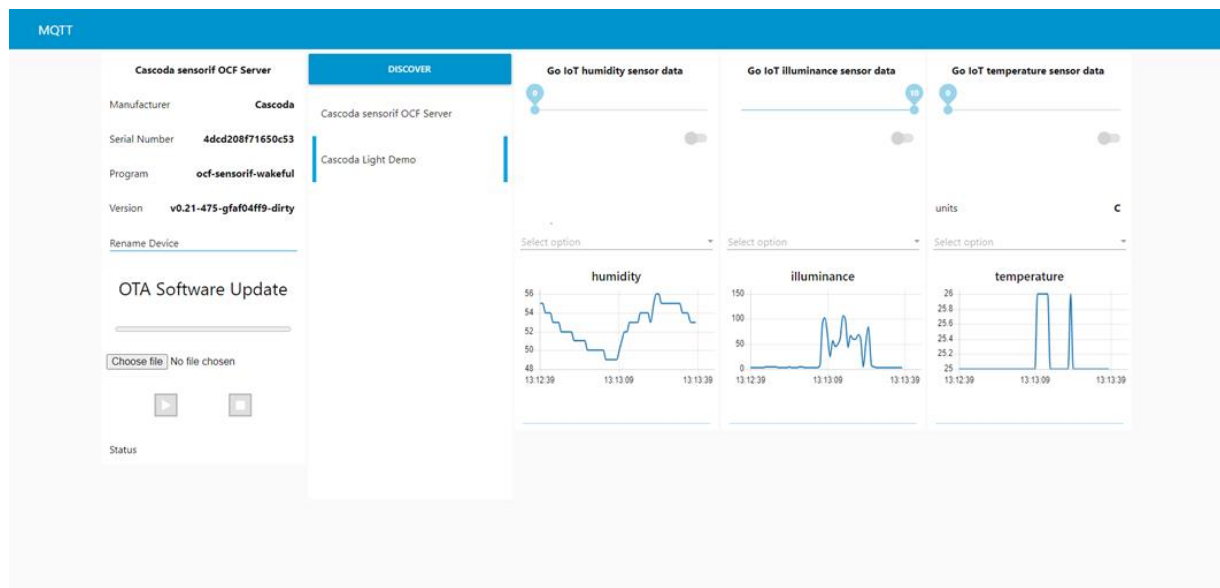 MQTT
Cascoda sensorif OCF Server
Manufacturer Cascoda
Serial Number 4dcd208f71650c53
Program ocf-sensorif-wakeful
Version v0.21-475-gfaf04ff9-dirty
Rename Device
OTA Software Update
Choose file No file chosen
Status
DISCOVER
Cascoda sensorif OCF Server
Cascoda Light Demo
Go IoT humidity sensor data
0
Select option
humidity
56
54
52
50
48
13:12:39 13:13:09 13:13:39
Go IoT illuminance sensor data
10
Select option
illuminance
150
100
50
0
13:12:39 13:13:09 13:13:39
Go IoT temperature sensor data
0
units C
Select option
temperature
26
25.8
25.6
25.4
25.2
25
13:12:39 13:13:09 13:13:39